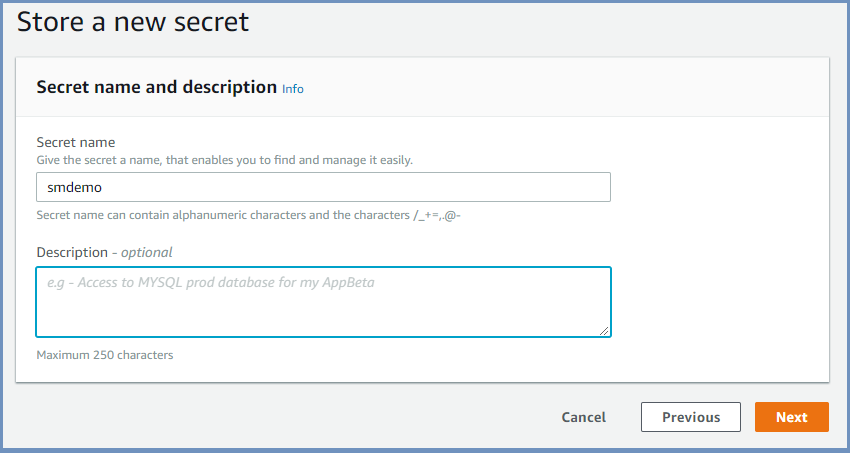 Store a new secret
Secret name and description Info
Secret name
Give the secret a name, that enables you to find and manage it easily.
smdemo
Secret name can contain alphanumeric characters and the characters /_+=,.@-
Description - optional
e.g - Access to MYSQL prod database for my AppBeta
Maximum 250 characters
Cancel Previous Next